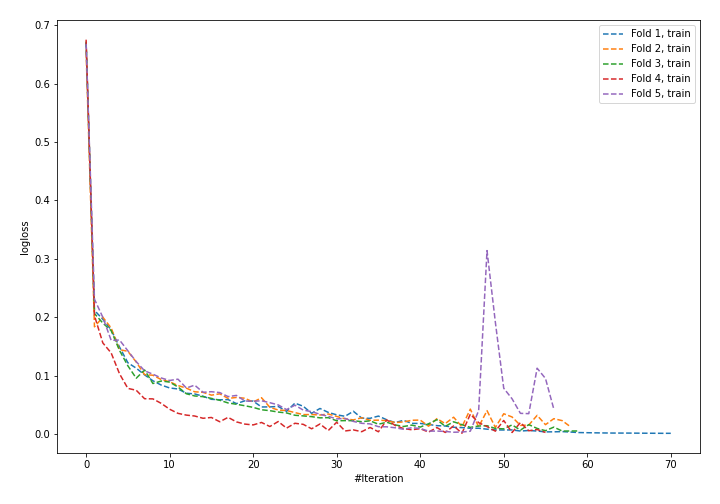 0.7
0.6
0.5
0.4
0.3
0.2
0.1
0.0
logloss
0 10 20 30 40 50 60 70
#Iteration
Fold 1, train
Fold 2, train
Fold 3, train
Fold 4, train
Fold 5, train